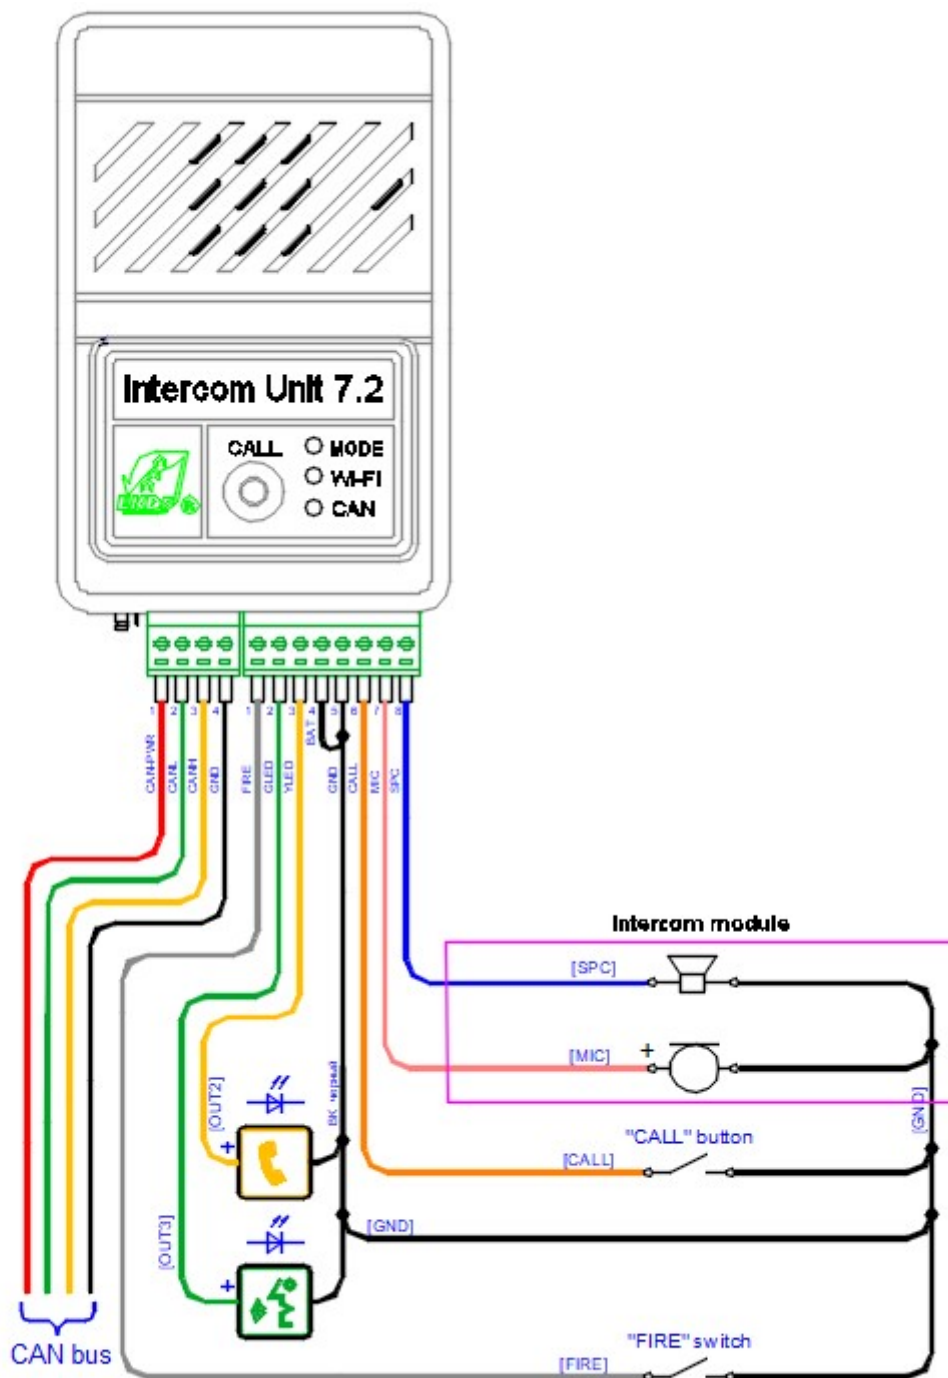 Intercom Unit 7.2
CALL
MODE
WI-FI
CAN
1
2
3
4
1
2
3
4
5
6
7
8
CAN-PWR
CANL
CANH
GND
FIRE
GLED
YLED
BAT
GND
CALL
MIC
SPC
Intercom module
[SPC]
+
[MIC]
[GND]
"CALL" button
[CALL]
[OUT2]
+
BK черный
[GND]
[OUT3]
+
"FIRE" switch
[FIRE]
CAN bus